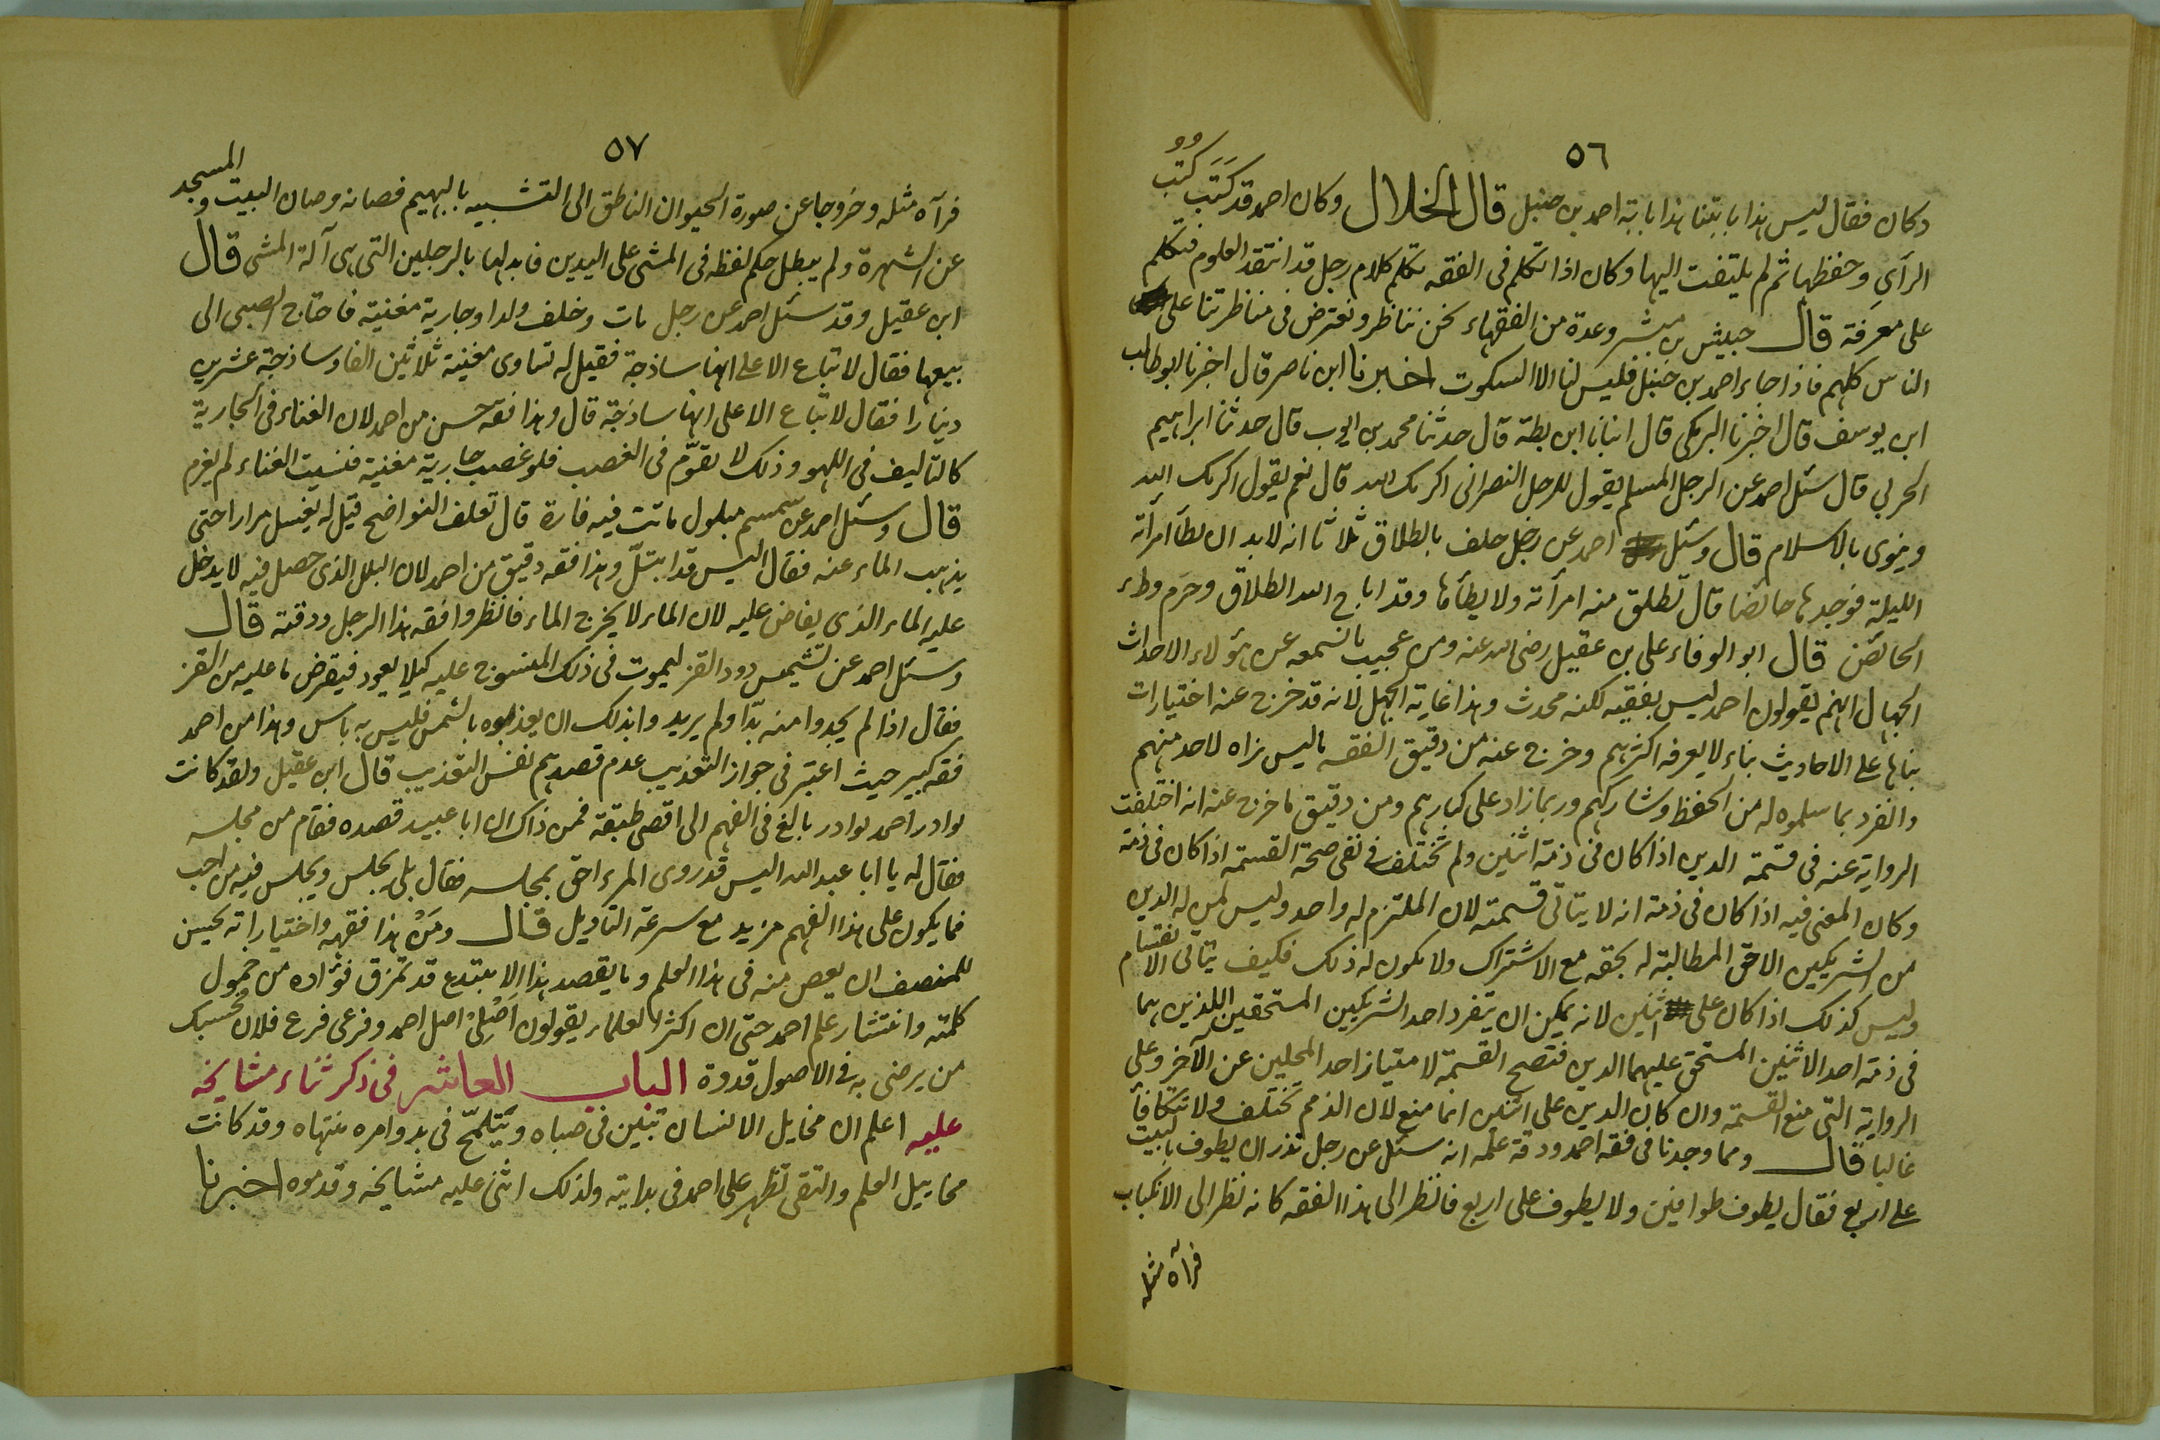 ٥٦
دكان فقال ليس هذا بابتنا هذا بابة احمد بن حنبل قال الخلال وكان احمد قد كَتَبَ كتب
الرأي وحفظها ثم لم يلتفت اليها وكان اذا تكلم في الفقه تكلم كلام رجل قد انتقد العلوم فتكلم
على معرفة قال حبيش بن مبشر وعدة من الفقهاء نحن نناظر ونعترض في مناظرتنا على
الناس كلهم فاذا جاء احمد بن حنبل فليس لنا الا السكوت اخبرنا ابن ناصر قال اخبرنا ابو طالب
ابن يوسف قال اخبرنا البرمكي قال انبانا ابن بطة قال حدثنا محمد بن ايوب قال حدثنا ابراهيم
الحربي قال سئل احمد عن الرجل المسلم يقول للرجل النصراني اكرمك الله قال نعم يقول اكرمك الله
وينوى بالاسلام قال وسئل احمد عن رجل حلف بالطلاق ثلاثا انه لابد ان يطأ امرأته
الليلة فوجدها حائضا قال تطلق منه امرأته ولا يطأها وقد اباح الله الطلاق وحرم وطء
الحائض قال ابو الوفاء علي بن عقيل رضى الله عنه ومن عجيب ما نسمعه عن هؤلاء الاحداث
الجهال انهم يقولون احمد ليس بفقيه لكنه محدث وهذا غاية الجهل لانه قد خرج عنه اختيارات
بناها على الاحاديث بناء لا يعرفه اكثرهم وخرج عنه من دقيق الفقه ما ليس نراه لاحد منهم
وانفرد بما سلموه له من الحفظ وشاركهم وربما زاد على كبارهم ومن دقيق ما خرج عنه انه اختلفت
الرواية عنه في قسمة الدين اذا كان في ذمة اثنين ولم تختلف في نفى صحة القسمة اذا كان في ذمة
وكان المعنى فيه اذا كان في ذمة انه لا يتاتى قسمته لان الملتزم له واحد وليس لمن له الدين
من الشريكين الا حق المطالبة له بحقه مع الاشتراك ولا يكون له ذلك فكيف يتاتى الانقسام
وليس كذلك اذا كان على اثنين لانه يمكن ان يتفرد احد الشريكين المستحقين اللذين هما
في ذمة احد الاثنين المستحق عليهما الدين فتصح القسمة لامتياز احد المحلين عن الآخر وعلى
الرواية التي منع القسمة وان كان الدين على اثنين انما منع لان الذمم تختلف ولا تتكافأ
غالبا قال ومما وجدنا في فقه احمد ودقة علمه انه سئل عن رجل نذر ان يطوف بالبيت
على اربع فقال يطوف طوافين ولا يطوف على اربع فانظر الى هذا الفقه كانه نظر الى الانكباب
فرآه مثله
٥٧
فرآه مثله وخروجا عن صورة الحيوان الناطق الى التشبيه بالبهيم فصانه وصان البيت والمسجد
عن الشهرة ولم يبطل حكم لفظه في المشى على اليدين فابدلها بالرجلين التي هي آلة المشى قال
ابن عقيل وقد سئل احمد عن رجل مات وخلف ولدا وجارية مغنية فاحتاج الصبى الى
بيعها فقال لا تباع الا على انها ساذجة فقيل له تساوى مغنية ثلاثين الفا وساذجة عشرين
دينارا فقال لا تباع الا على انها ساذجة قال وهذا فقه حسن من احمد لان الغناء في الجارية
كالتاليف في اللهو وذلك لا يقوّم في الغصب فلو غصب جارية مغنية فنسيت الغناء لم يغرم
قال وسئل احمد عن سمسم مبلول ماتت فيه فارة قال تعلف النواضح قيل له يغسل مرارا حتى
يذهب الماء عنه فقال اليس قد ابتلّ وهذا فقه دقيق من احمد لان البلل الذي حصل فيه لا يدخل
عليه الماء الذي يفاض عليه لان الماء لا يخرج الماء فانظروا فقه هذا الرجل ودقته قال
وسئل احمد عن تشميس دود القز ليموت في ذلك المنسوج عليه كيلا يعود فيقرض ما عليه من القز
فقال اذا لم يجدوا منه بدّا ولم يريدوا بذلك ان يعذبوه بالشمس فليس به باس وهذا من احمد
فقه كبير حيث اعتبر في جواز التعذيب عدم قصدهم نفس التعذيب قال ابن عقيل ولقد كانت
نوادر احمد نوادر بالغ في الفهم الى اقصى طبقة فمن ذاك ان ابا عبيد قصده فقام من مجلسه
فقال له يا ابا عبد الله اليس قد روى المرء احق بمجلسه فقال بلى يجلس ويجلس فيه من احب
فما يكون على هذا الفهم مزيد مع سرعة التاويل قال ومَنْ هذا فقهه واختياراته يحسن
للمنصف ان يعض منه في هذا العلم وما يقصد هذا الا مبتدع قد تمزق فؤاده من خمول
كلمته وانتشار علم احمد حتى ان اكثر العلماء يقولون اَصْلِىْ اصل احمد وفرعى فرع فلان فحسبك
من يرضى به في الاصول قدوة الباب العاشر في ذكر ثناء مشايخه
عليه اعلم ان مخايل الانسان تبين في صباه ويتلمّح في بدو امره منتهاه وقد كانت
مخاييل العلم والتقى تظهر على احمد في بدايته ولذلك اثنى عليه مشايخه وقدموه اخبرنا